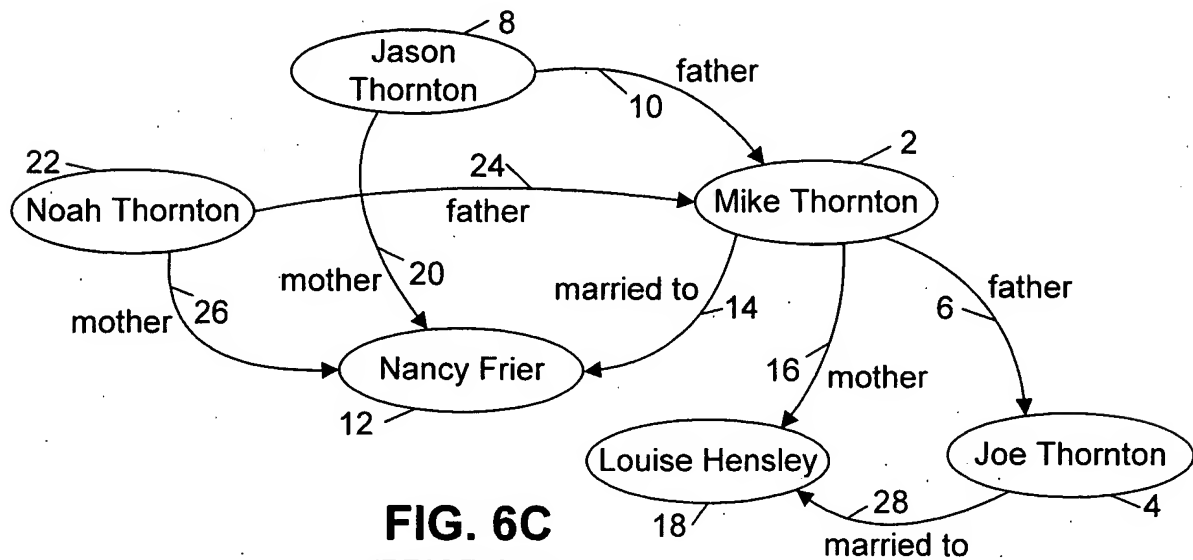 8
Jason
Thornton
father
10
22
24
2
Noah Thornton
father
Mike Thornton
mother
20
married to
14
6
father
mother
26
16
mother
Nancy Frier
12
Louise Hensley
Joe Thornton
18
28
4
married to
FIG. 6C